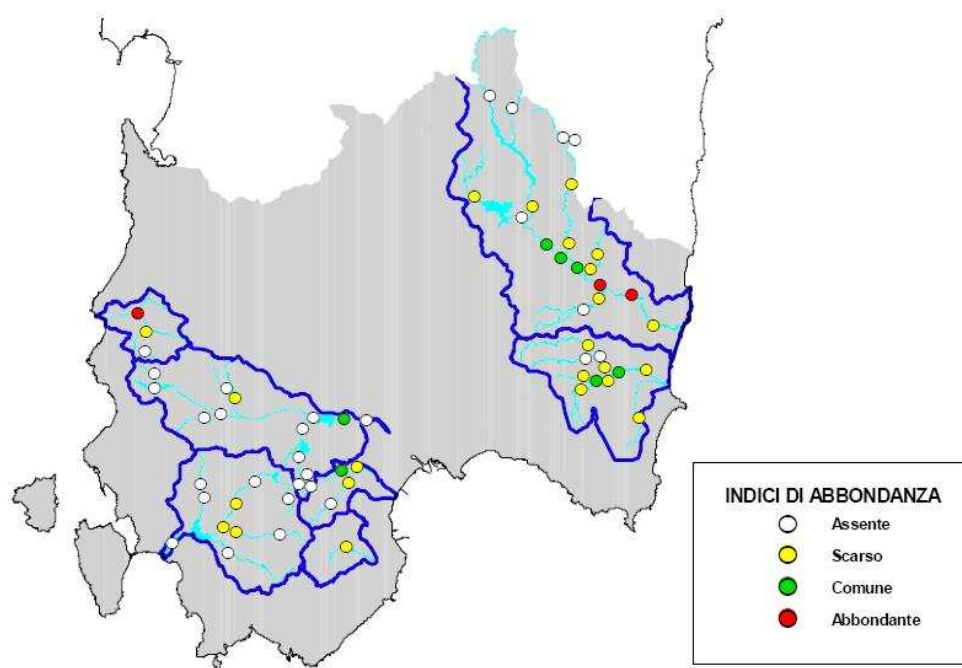 INDICI DI ABBONDANZA
Assente
Scarso
Comune
Abbondante